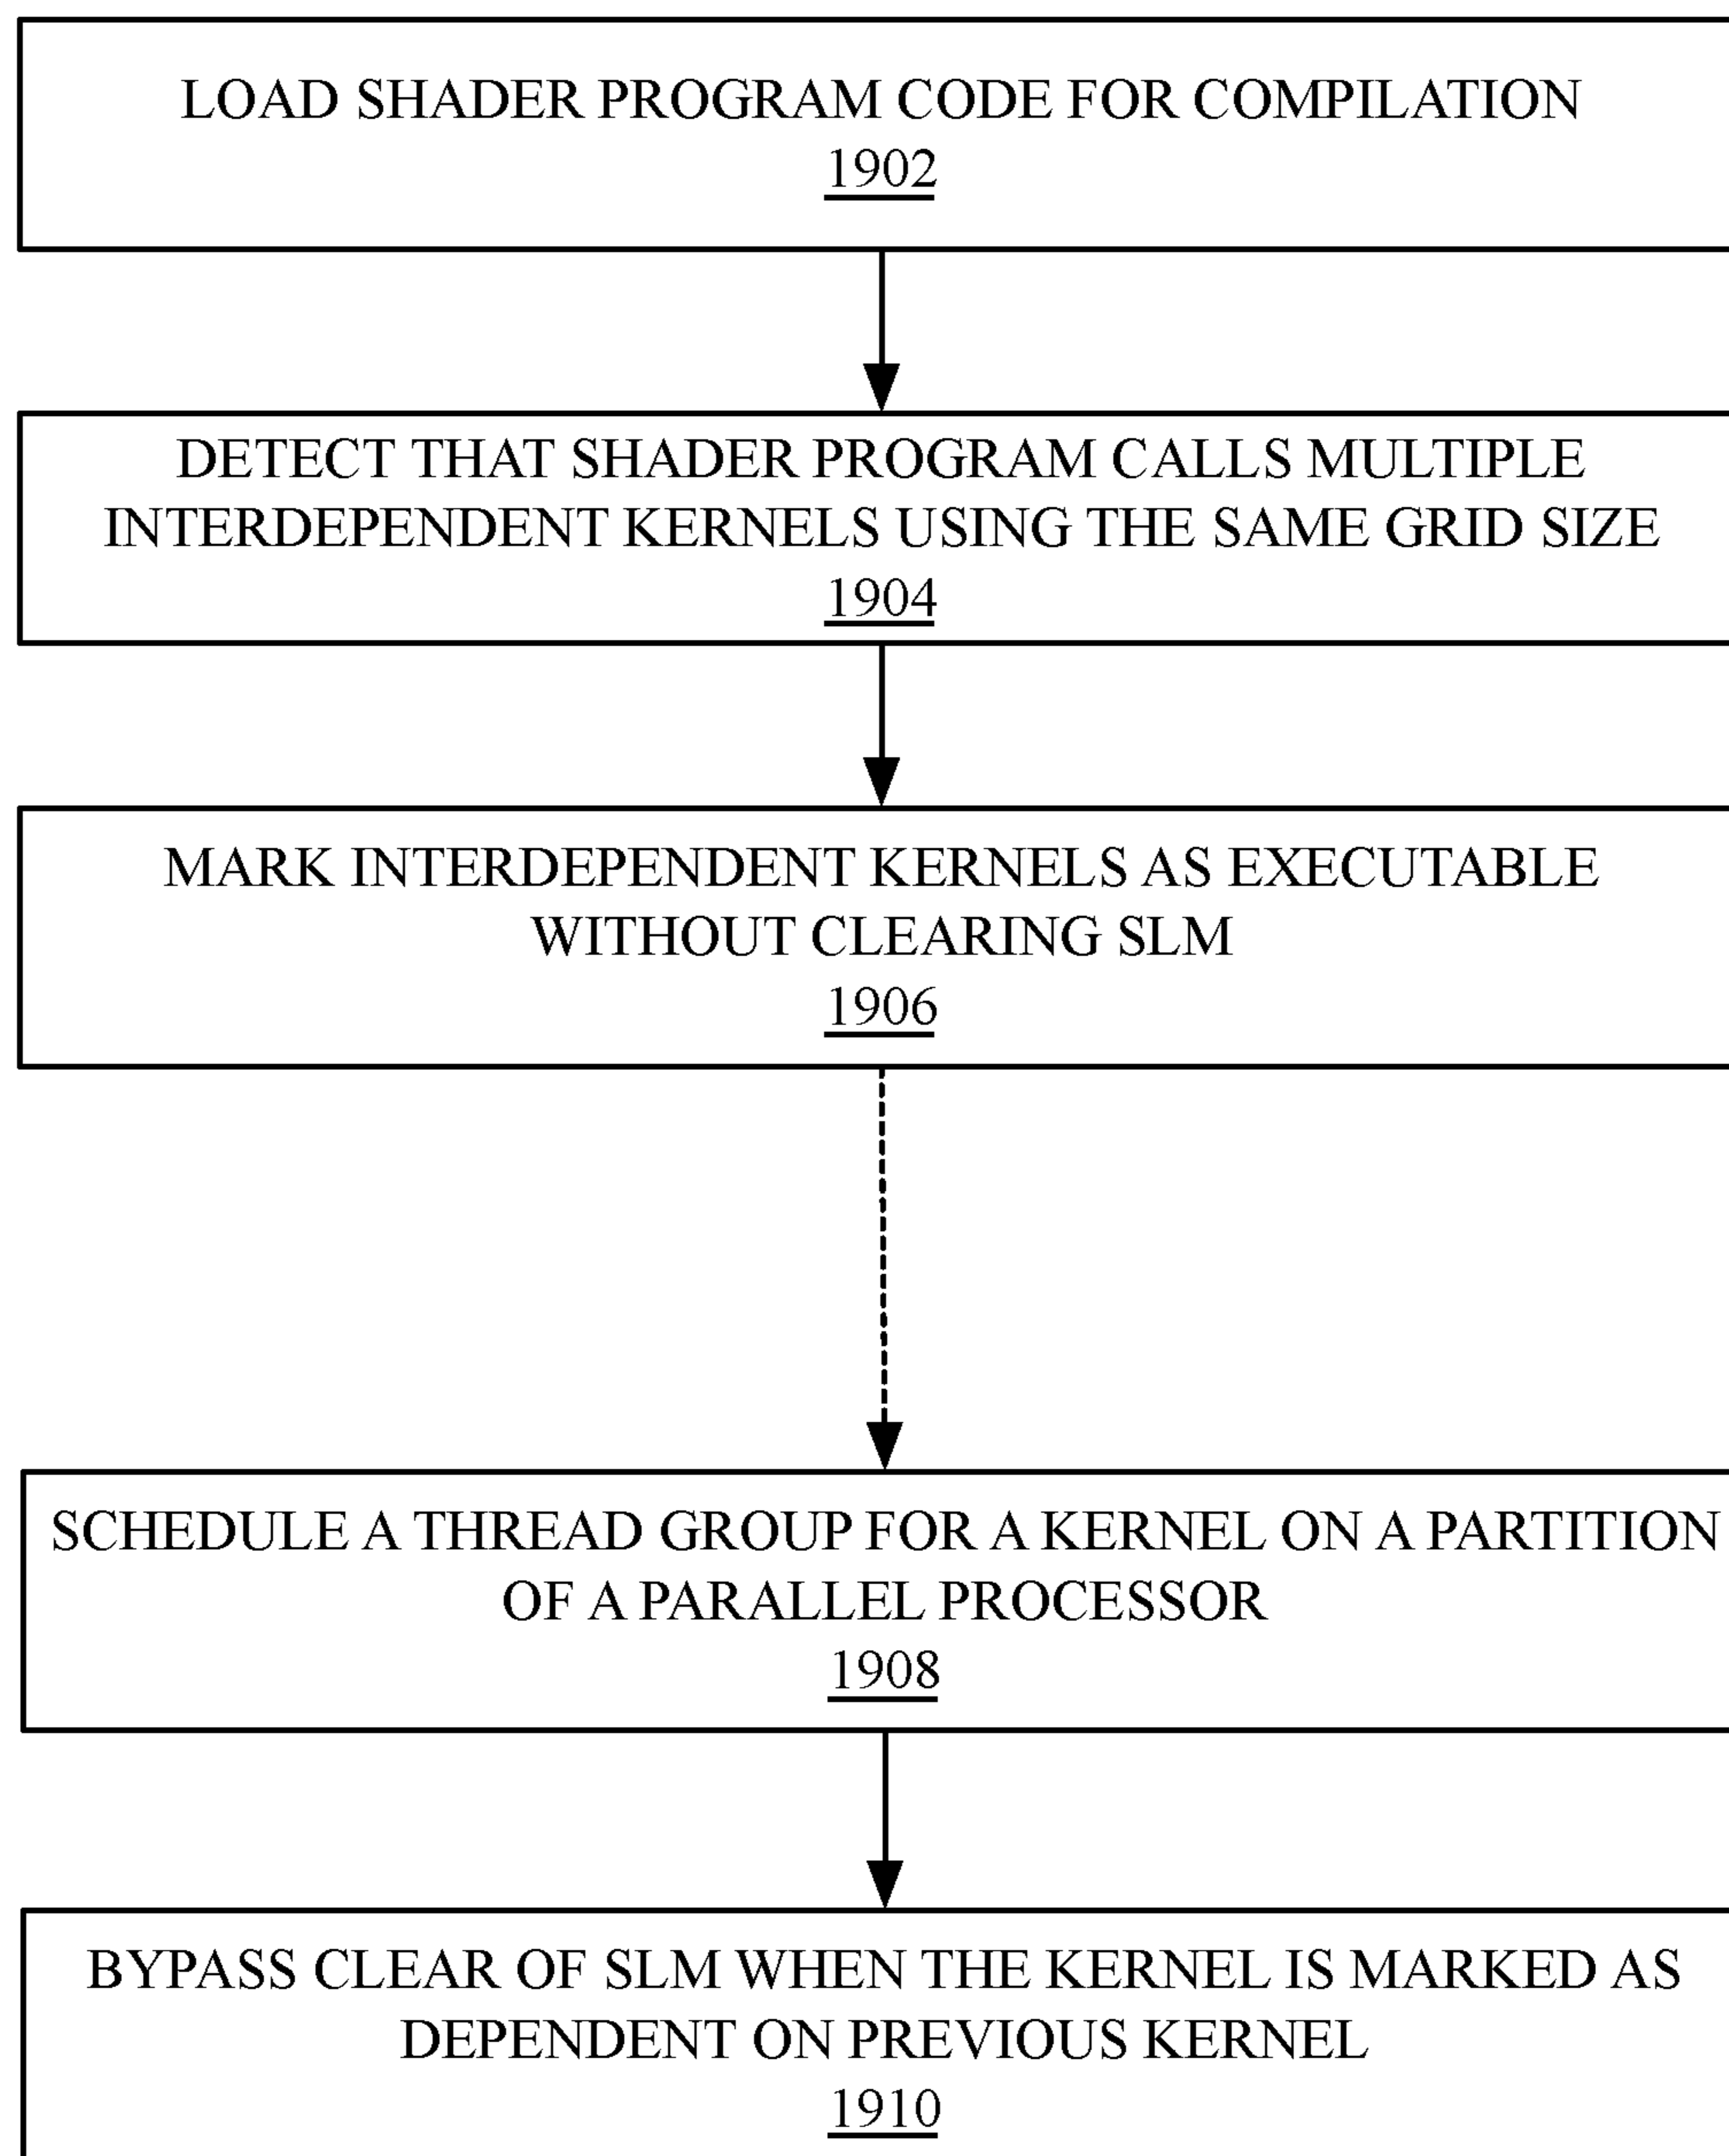 LOAD SHADER PROGRAM CODE FOR COMPILATION
1902
DETECT THAT SHADER PROGRAM CALLS MULTIPLE
INTERDEPENDENT KERNELS USING THE SAME GRID SIZE
1904
MARK INTERDEPENDENT KERNELS AS EXECUTABLE
WITHOUT CLEARING SLM
1906
SCHEDULE A THREAD GROUP FOR A KERNEL ON A PARTITION
OF A PARALLEL PROCESSOR
1908
BYPASS CLEAR OF SLM WHEN THE KERNEL IS MARKED AS
DEPENDENT ON PREVIOUS KERNEL
1910